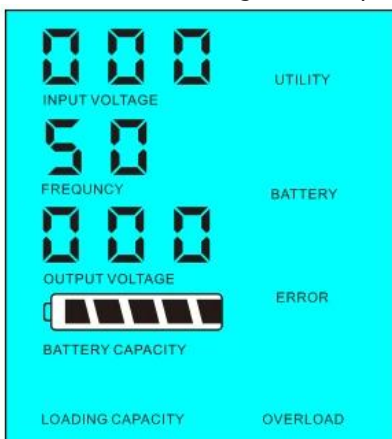 000
INPUT VOLTAGE
UTILITY
50
FREQUNCY
BATTERY
000
OUTPUT VOLTAGE
ERROR
BATTERY CAPACITY
LOADING CAPACITY
OVERLOAD